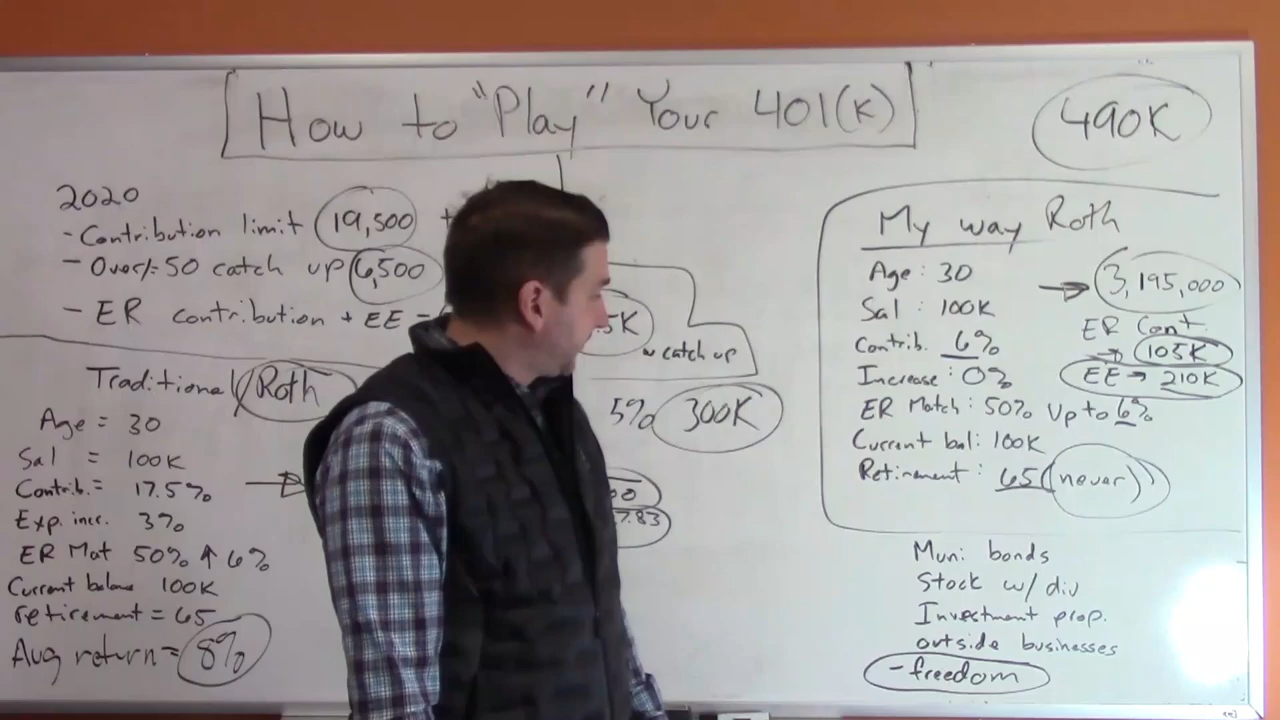 How to "Play" Your 401(k)
490K
2020
- Contribution limit 19,500 +
- Over/= 50 catch up 6,500
- ER contribution + EE =
.5K
w catch up
Traditional/Roth
Age = 30
Sal = 100K
Contrib. = 17.5%
Exp. incr. 3%
ER Mat 50% ↑ 6%
Current balance 100K
retirement = 65
Avg return = 8%
5% 300K
7.83
My way Roth
Age: 30
Sal: 100K
Contrib. 6%
Increase: 0%
ER Match: 50% up to 6%
Current bal: 100K
Retirement: 65 (never)
→ 3,195,000
ER Cont.
→ 105K
EE → 210K
Muni bonds
Stock w/ div
Investment prop.
outside businesses
- freedom